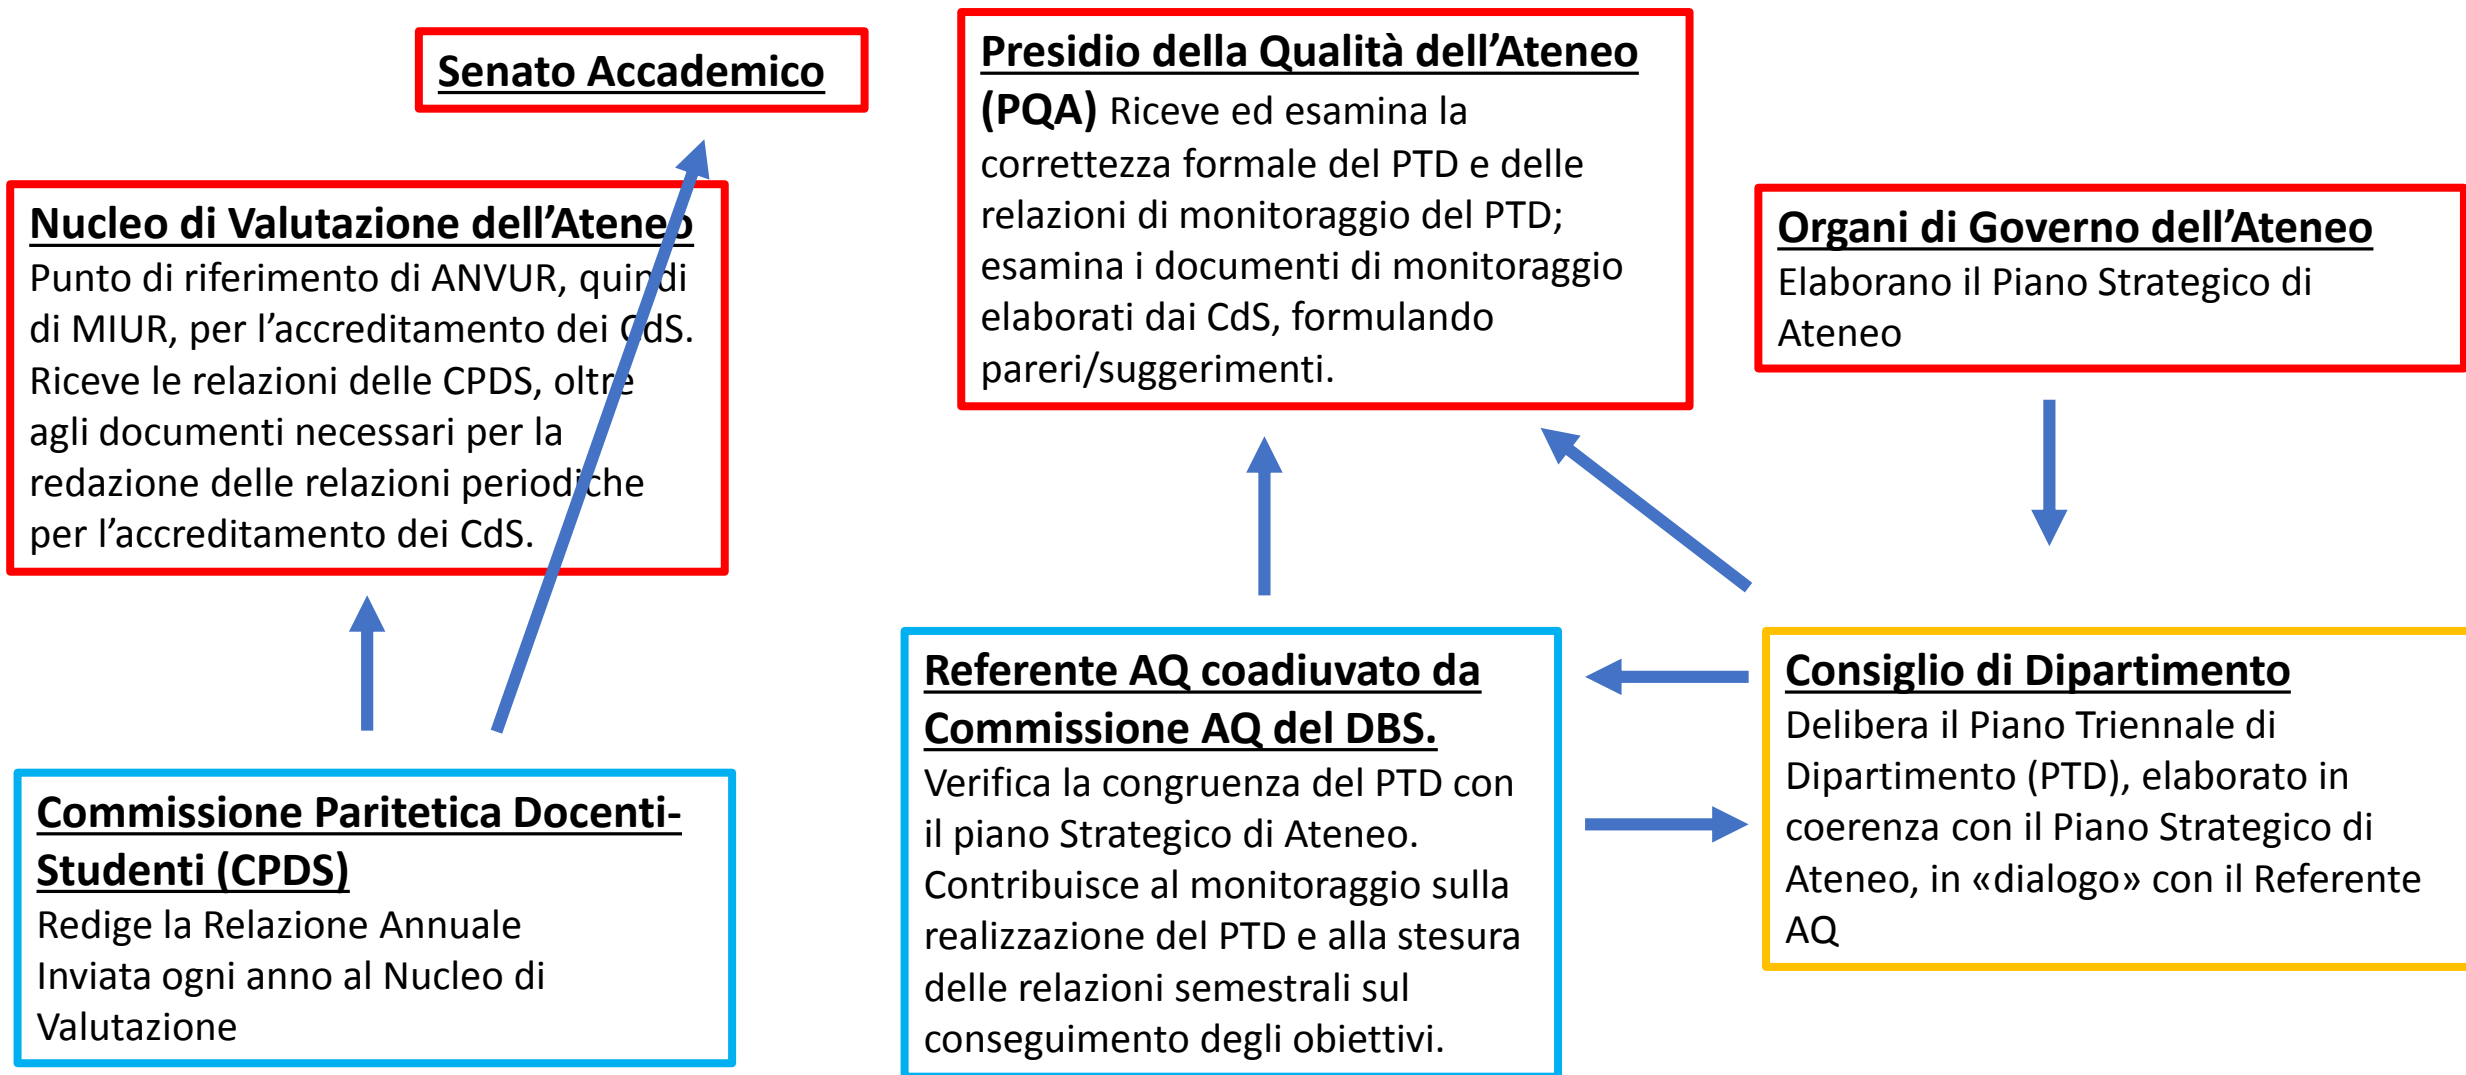 Senato Accademico
Presidio della Qualità dell’Ateneo
(PQA) Riceve ed esamina la
correttezza formale del PTD e delle
relazioni di monitoraggio del PTD;
esamina i documenti di monitoraggio
elaborati dai CdS, formulando
pareri/suggerimenti.
Nucleo di Valutazione dell’Ateneo
Punto di riferimento di ANVUR, quindi
di MIUR, per l’accreditamento dei CdS.
Riceve le relazioni delle CPDS, oltre
agli documenti necessari per la
redazione delle relazioni periodiche
per l’accreditamento dei CdS.
Organi di Governo dell’Ateneo
Elaborano il Piano Strategico di
Ateneo
Commissione Paritetica Docenti-
Studenti (CPDS)
Redige la Relazione Annuale
Inviata ogni anno al Nucleo di
Valutazione
Referente AQ coadiuvato da
Commissione AQ del DBS.
Verifica la congruenza del PTD con
il piano Strategico di Ateneo.
Contribuisce al monitoraggio sulla
realizzazione del PTD e alla stesura
delle relazioni semestrali sul
conseguimento degli obiettivi.
Consiglio di Dipartimento
Delibera il Piano Triennale di
Dipartimento (PTD), elaborato in
coerenza con il Piano Strategico di
Ateneo, in «dialogo» con il Referente
AQ